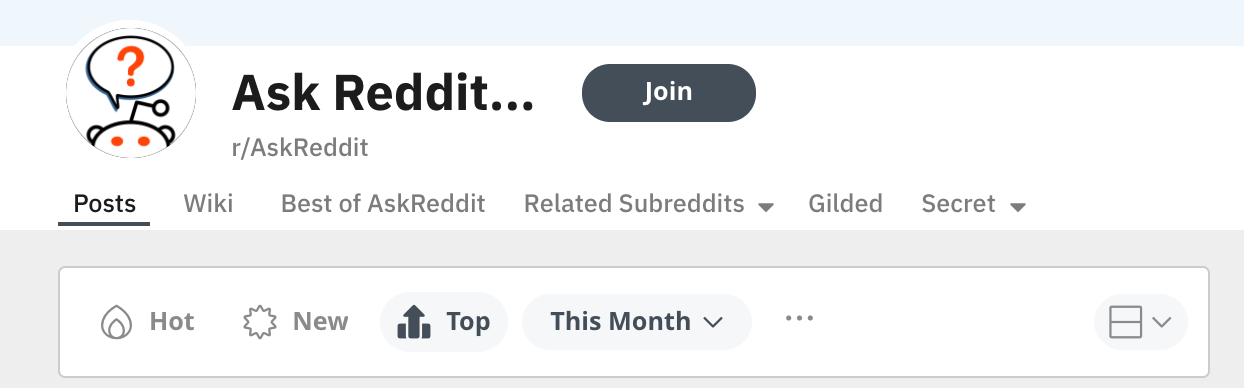 ?
Ask Reddit...
Join
r/AskReddit
Posts Wiki Best of AskReddit Related Subreddits Gilded Secret
Hot New Top This Month ...